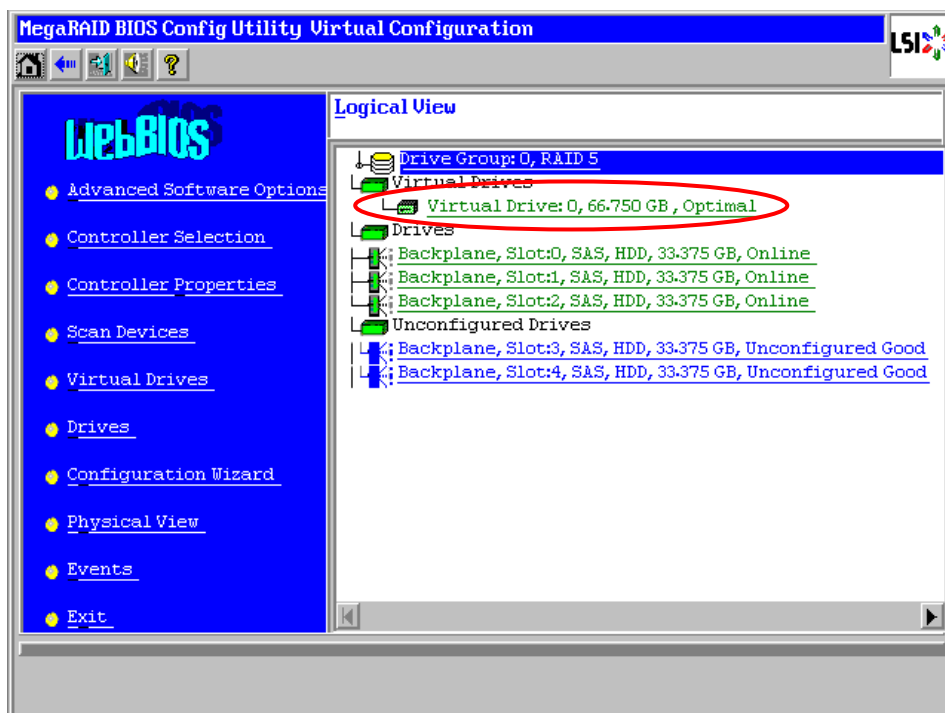 MegaRAID BIOS Config Utility Virtual Configuration
LSI
WebBIOS
Advanced Software Options
Controller Selection
Controller Properties
Scan Devices
Virtual Drives
Drives
Configuration Wizard
Physical View
Events
Exit
Logical View
Drive Group: 0, RAID 5
Virtual Drives
Virtual Drive: 0, 66.750 GB , Optimal
Drives
Backplane, Slot:0, SAS, HDD, 33.375 GB, Online
Backplane, Slot:1, SAS, HDD, 33.375 GB, Online
Backplane, Slot:2, SAS, HDD, 33.375 GB, Online
Unconfigured Drives
Backplane, Slot:3, SAS, HDD, 33.375 GB, Unconfigured Good
Backplane, Slot:4, SAS, HDD, 33.375 GB, Unconfigured Good